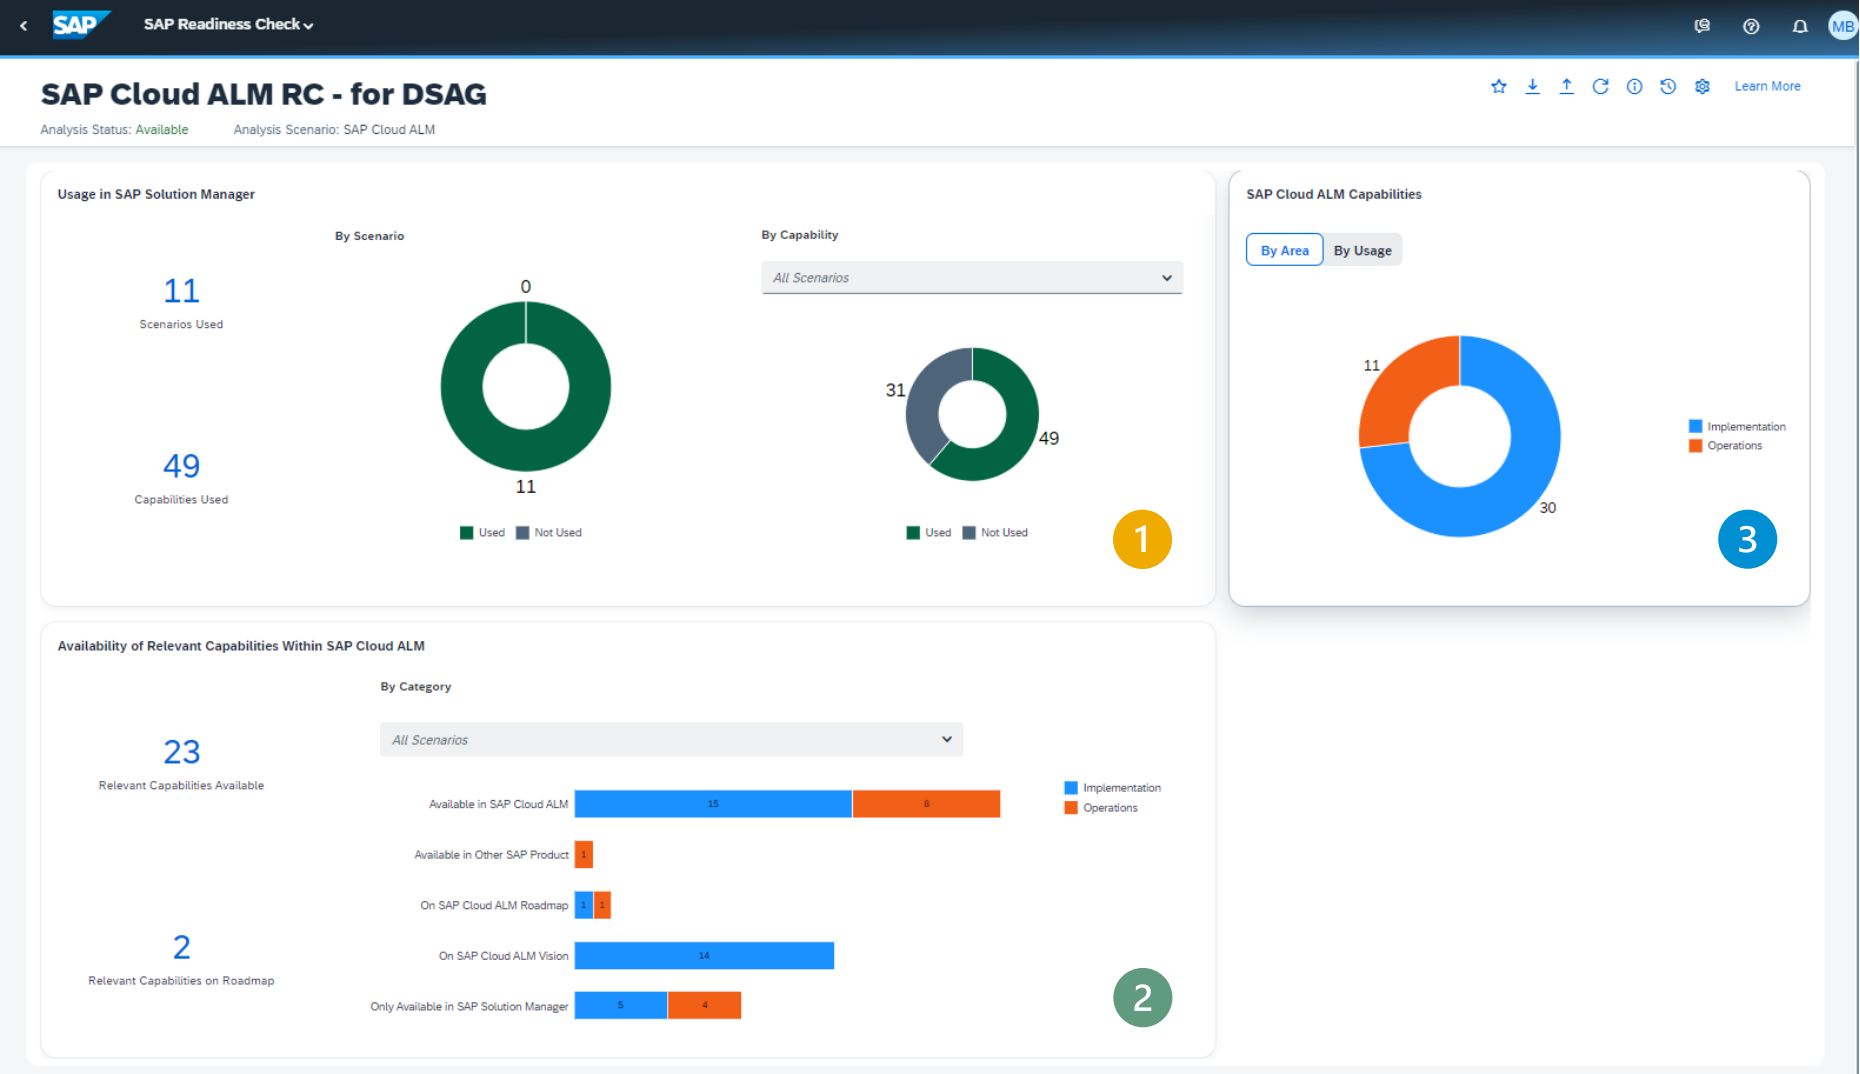 SAP
SAP Readiness Check
MB
SAP Cloud ALM RC - for DSAG
Learn More
Analysis Status: Available
Analysis Scenario: SAP Cloud ALM
Usage in SAP Solution Manager
11
Scenarios Used
49
Capabilities Used
By Scenario
0
11
Used
Not Used
By Capability
All Scenarios
31
49
Used
Not Used
1
SAP Cloud ALM Capabilities
By Area
By Usage
11
30
Implementation
Operations
3
Availability of Relevant Capabilities Within SAP Cloud ALM
23
Relevant Capabilities Available
2
Relevant Capabilities on Roadmap
By Category
All Scenarios
Available in SAP Cloud ALM 15 8
Available in Other SAP Product 1
On SAP Cloud ALM Roadmap 1 1
On SAP Cloud ALM Vision 14
Only Available in SAP Solution Manager 5 4
Implementation
Operations
2